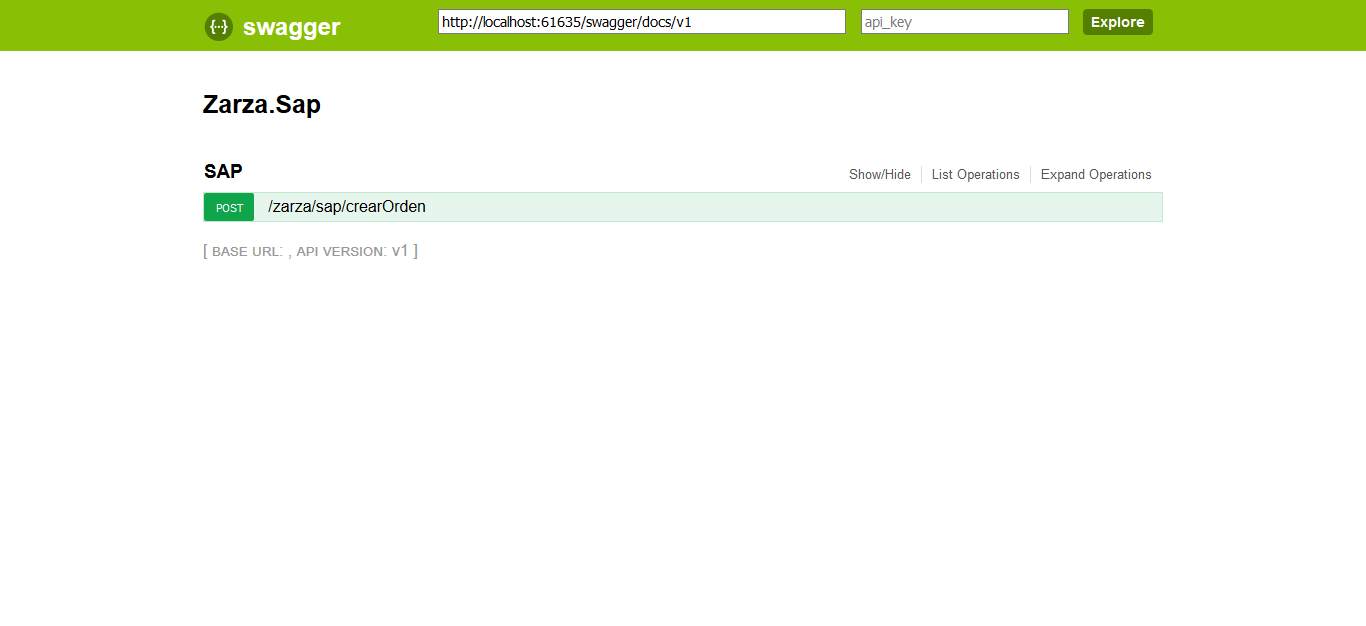 {···} swagger http://localhost:61635/swagger/docs/v1 api_key Explore
Zarza.Sap
SAP Show/Hide List Operations Expand Operations
POST /zarza/sap/crearOrden
[ BASE URL: , API VERSION: V1 ]